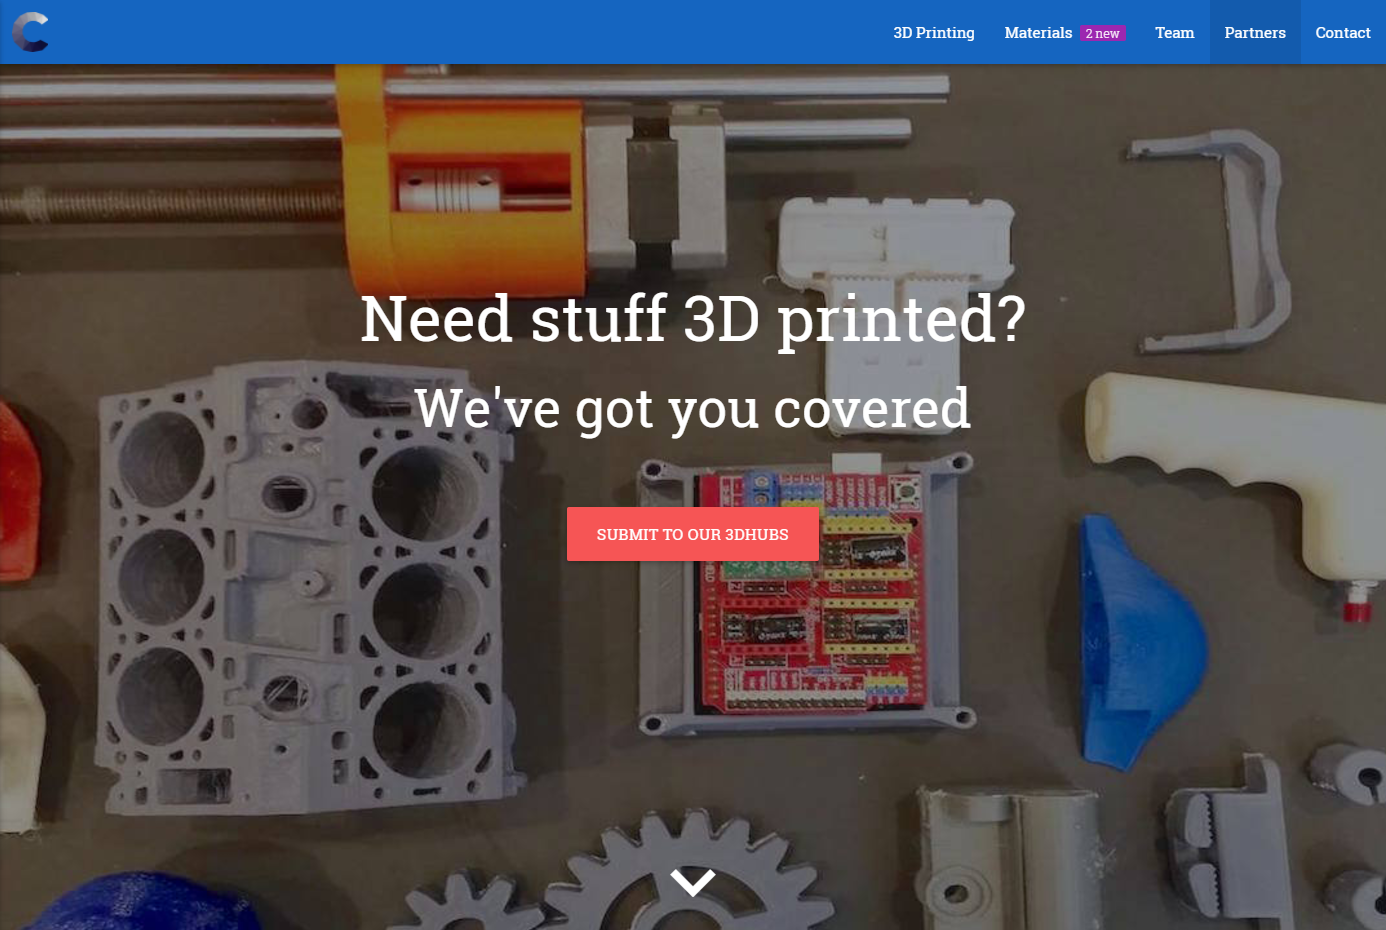 3D Printing
Materials 2 new
Team
Partners
Contact
Need stuff 3D printed?
We've got you covered
SUBMIT TO OUR 3DHUBS